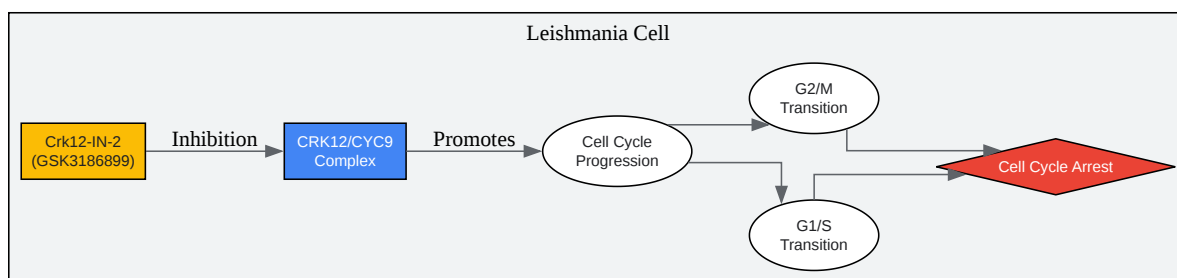 Leishmania Cell
Crk12-IN-2
(GSK3186899)
Inhibition
CRK12/CYC9
Complex
Promotes
Cell Cycle
Progression
G2/M
Transition
G1/S
Transition
Cell Cycle Arrest